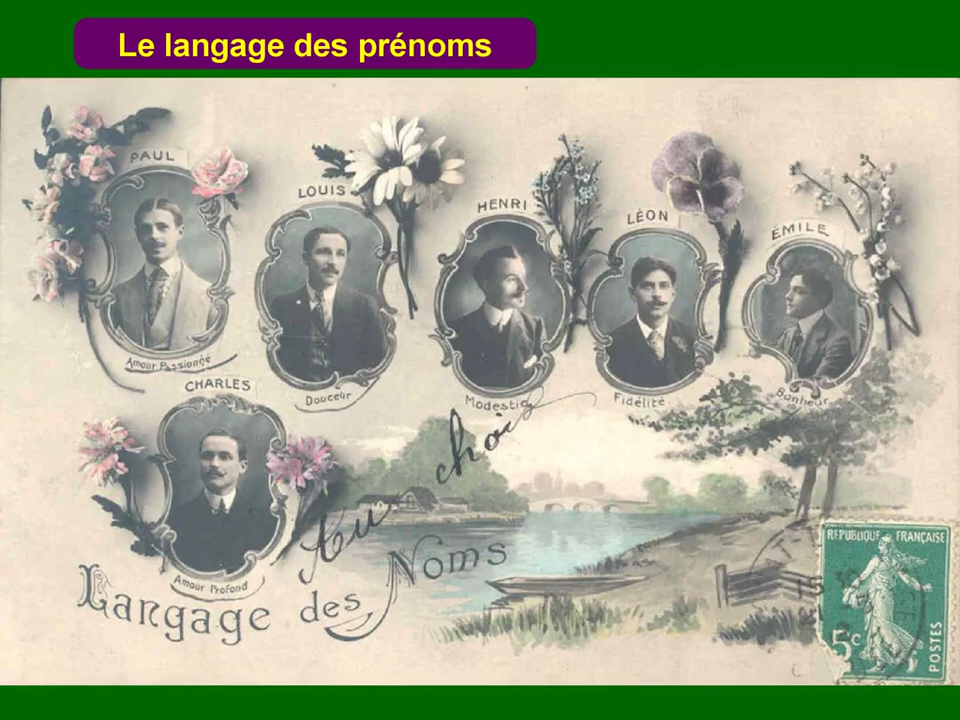 Le langage des prénoms
PAUL
Amour Passionné
LOUIS
Douceur
HENRI
Modestie
LÉON
Fidélité
ÉMILE
Bonheur
CHARLES
Amour Profond
Au choix
Langage des Noms
REPUBLIQUE FRANÇAISE
5c
POSTES